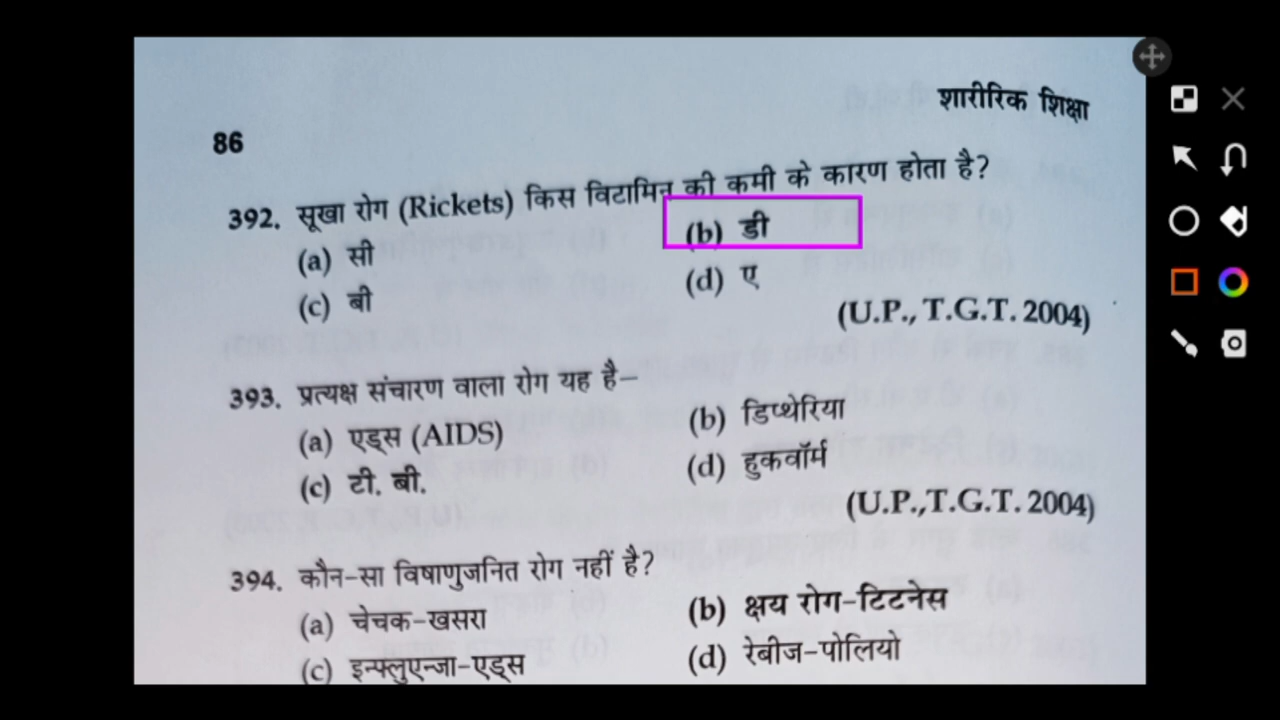 शारीरिक शिक्षा
86
392. सूखा रोग (Rickets) किस विटामिन की कमी के कारण होता है?
(a) सी (b) डी
(c) बी (d) ए
(U.P., T.G.T. 2004)
393. प्रत्यक्ष संचारण वाला रोग यह है–
(a) एड्स (AIDS) (b) डिप्थेरिया
(c) टी. बी. (d) हुकवॉर्म
(U.P.,T.G.T. 2004)
394. कौन-सा विषाणुजनित रोग नहीं है?
(a) चेचक-खसरा (b) क्षय रोग-टिटनेस
(c) इन्फ्लुएन्जा-एड्स (d) रेबीज-पोलियो